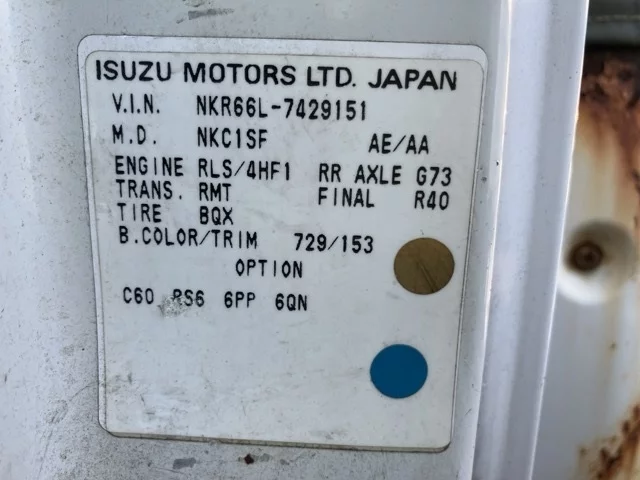 ISUZU MOTORS LTD. JAPAN
V.I.N. NKR66L-7429151
M.D. NKC1SF AE/AA
ENGINE RLS/4HF1 RR AXLE G73
TRANS. RMT FINAL R40
TIRE BQX
B.COLOR/TRIM 729/153
OPTION
C60 RS6 6PP 6QN